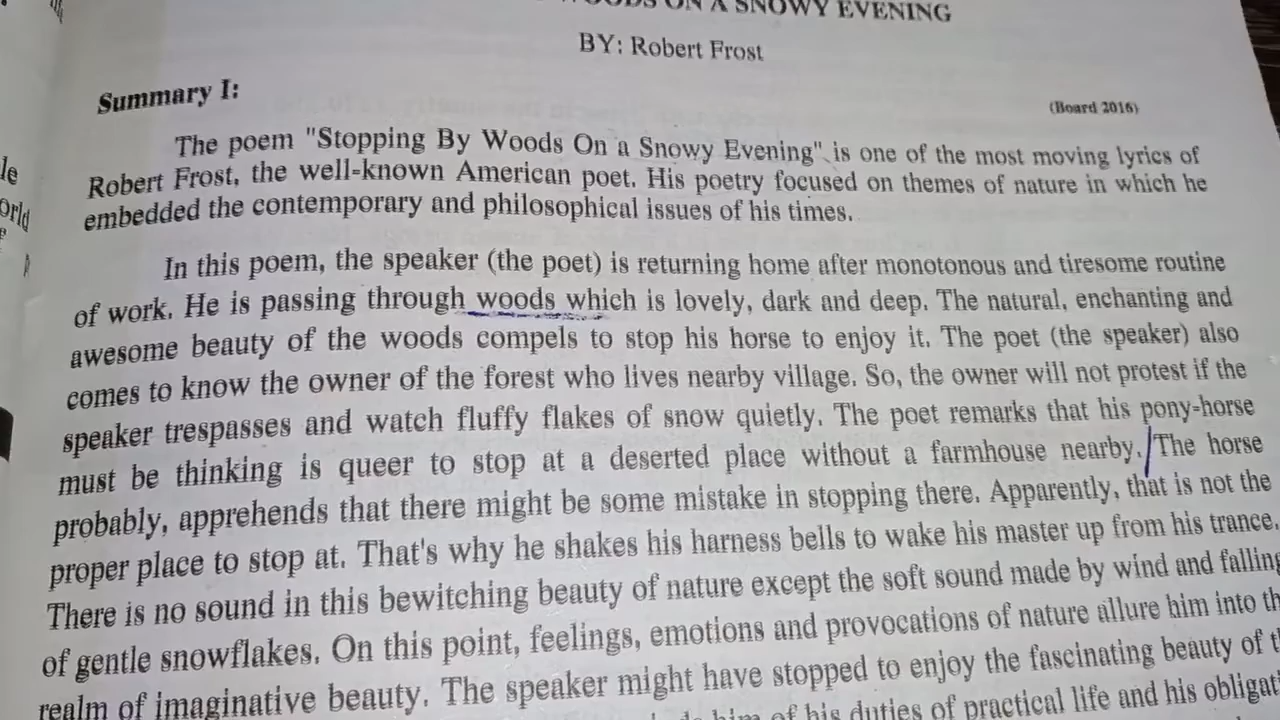 WOODS ON A SNOWY EVENING
BY: Robert Frost
Summary I:
(Board 2016)
The poem "Stopping By Woods On a Snowy Evening" is one of the most moving lyrics of
Robert Frost, the well-known American poet. His poetry focused on themes of nature in which he
embedded the contemporary and philosophical issues of his times.
In this poem, the speaker (the poet) is returning home after monotonous and tiresome routine
of work. He is passing through woods which is lovely, dark and deep. The natural, enchanting and
awesome beauty of the woods compels to stop his horse to enjoy it. The poet (the speaker) also
comes to know the owner of the forest who lives nearby village. So, the owner will not protest if the
speaker trespasses and watch fluffy flakes of snow quietly. The poet remarks that his pony-horse
must be thinking is queer to stop at a deserted place without a farmhouse nearby. The horse
probably, apprehends that there might be some mistake in stopping there. Apparently, that is not the
proper place to stop at. That's why he shakes his harness bells to wake his master up from his trance.
There is no sound in this bewitching beauty of nature except the soft sound made by wind and falling
of gentle snowflakes. On this point, feelings, emotions and provocations of nature allure him into th
realm of imaginative beauty. The speaker might have stopped to enjoy the fascinating beauty of t
him of his duties of practical life and his obligati